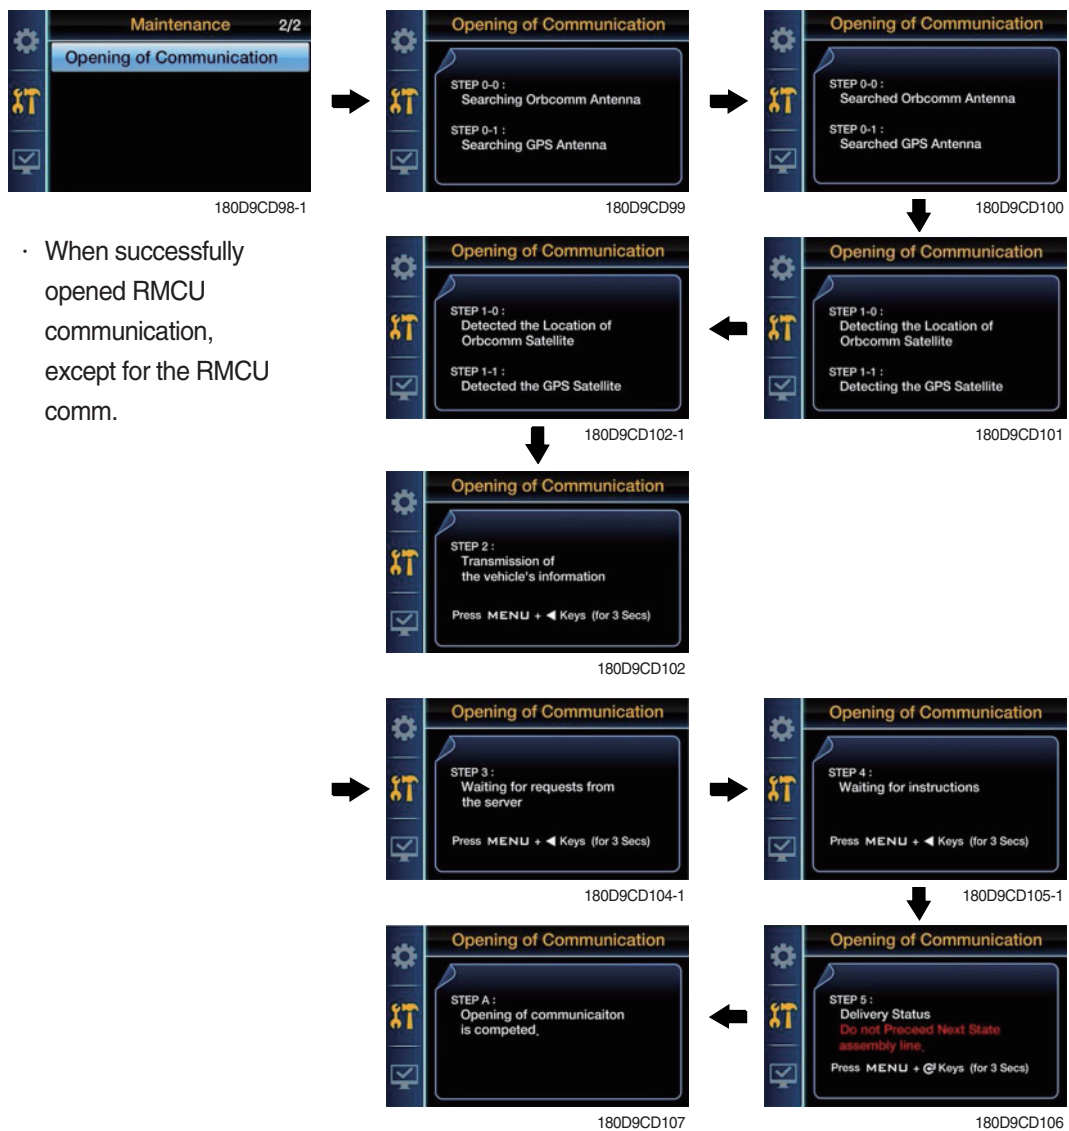 Maintenance 2/2
Opening of Communication
180D9CD98-1
Opening of Communication
STEP 0-0 :
Searching Orbcomm Antenna
STEP 0-1 :
Searching GPS Antenna
180D9CD99
Opening of Communication
STEP 0-0 :
Searched Orbcomm Antenna
STEP 0-1 :
Searched GPS Antenna
180D9CD100
· When successfully
opened RMCU
communication,
except for the RMCU
comm.
Opening of Communication
STEP 1-0 :
Detecting the Location of
Orbcomm Satellite
STEP 1-1 :
Detecting the GPS Satellite
180D9CD101
Opening of Communication
STEP 1-0 :
Detected the Location of
Orbcomm Satellite
STEP 1-1 :
Detected the GPS Satellite
180D9CD102-1
Opening of Communication
STEP 2 :
Transmission of
the vehicle's information
Press MENU + ◀ Keys (for 3 Secs)
180D9CD102
Opening of Communication
STEP 3 :
Waiting for requests from
the server
Press MENU + ◀ Keys (for 3 Secs)
180D9CD104-1
Opening of Communication
STEP 4 :
Waiting for instructions
Press MENU + ◀ Keys (for 3 Secs)
180D9CD105-1
Opening of Communication
STEP 5 :
Delivery Status
Do not Preceed Next State
assembly line.
Press MENU + Keys (for 3 Secs)
180D9CD106
Opening of Communication
STEP A :
Opening of communicaiton
is competed.
180D9CD107